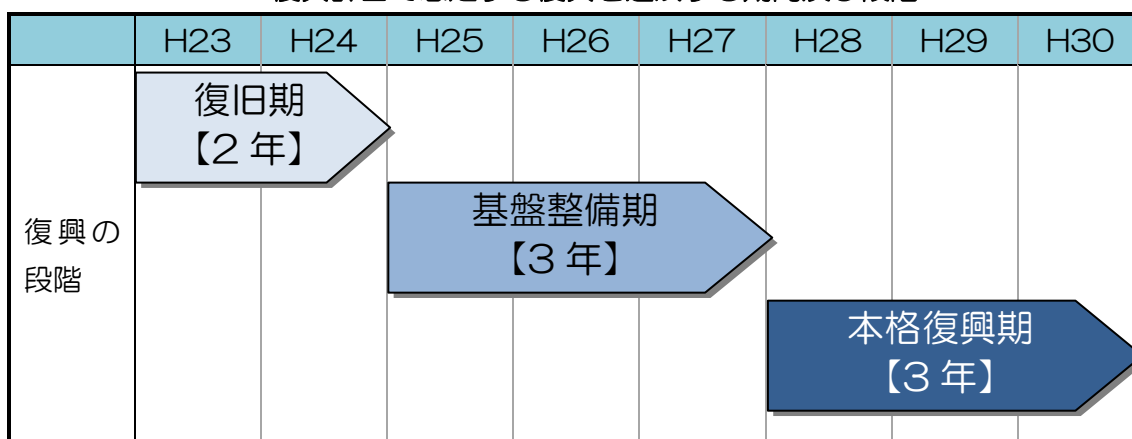 H23 H24 H25 H26 H27 H28 H29 H30
復旧期
【2 年】
基盤整備期
【3 年】
復興の
段階
本格復興期
【3 年】